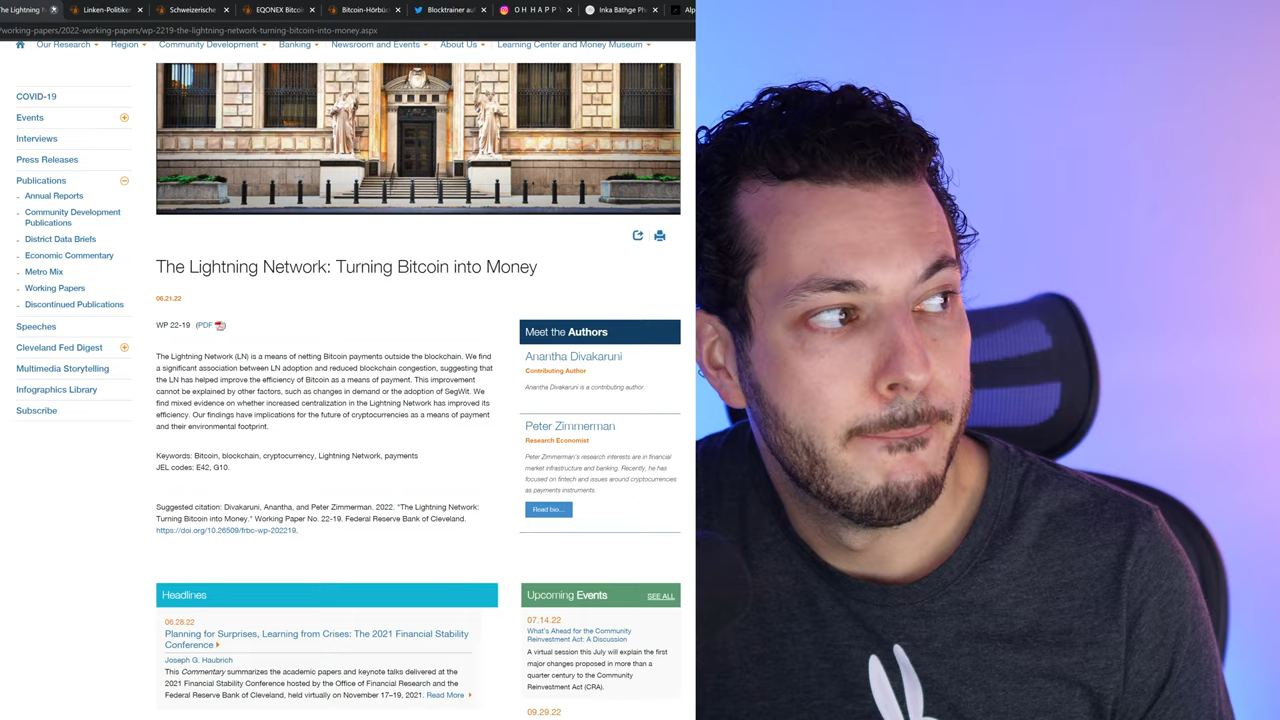 The Lightning N
Linken-Politiker
Schweizerische
EQONEX Bitcoin
Bitcoin-Hörbüc
Blocktrainer auf
O H H A P P Y
Inka Bäthge Ph
Alp
/working-papers/2022-working-papers/wp-2219-the-lightning-network-turning-bitcoin-into-money.aspx
Our Research
Region
Community Development
Banking
Newsroom and Events
About Us
Learning Center and Money Museum
COVID-19
Events
Interviews
Press Releases
Publications
Annual Reports
Community Development
Publications
District Data Briefs
Economic Commentary
Metro Mix
Working Papers
Discontinued Publications
Speeches
Cleveland Fed Digest
Multimedia Storytelling
Infographics Library
Subscribe
The Lightning Network: Turning Bitcoin into Money
06.21.22
WP 22-19 (PDF )
The Lightning Network (LN) is a means of netting Bitcoin payments outside the blockchain. We find
a significant association between LN adoption and reduced blockchain congestion, suggesting that
the LN has helped improve the efficiency of Bitcoin as a means of payment. This improvement
cannot be explained by other factors, such as changes in demand or the adoption of SegWit. We
find mixed evidence on whether increased centralization in the Lightning Network has improved its
efficiency. Our findings have implications for the future of cryptocurrencies as a means of payment
and their environmental footprint.
Keywords: Bitcoin, blockchain, cryptocurrency, Lightning Network, payments
JEL codes: E42, G10.
Suggested citation: Divakaruni, Anantha, and Peter Zimmerman. 2022. "The Lightning Network:
Turning Bitcoin into Money." Working Paper No. 22-19. Federal Reserve Bank of Cleveland.
https://doi.org/10.26509/frbc-wp-202219.
Meet the Authors
Anantha Divakaruni
Contributing Author
Anantha Divakaruni is a contributing author.
Peter Zimmerman
Research Economist
Peter Zimmerman's research interests are in financial
market infrastructure and banking. Recently, he has
focused on fintech and issues around cryptocurrencies
as payments instruments.
Read bio...
Headlines
06.28.22
Planning for Surprises, Learning from Crises: The 2021 Financial Stability
Conference
Joseph G. Haubrich
This Commentary summarizes the academic papers and keynote talks delivered at the
2021 Financial Stability Conference hosted by the Office of Financial Research and the
Federal Reserve Bank of Cleveland, held virtually on November 17–19, 2021. Read More
Upcoming Events
SEE ALL
07.14.22
What's Ahead for the Community
Reinvestment Act: A Discussion
A virtual session this July will explain the first
major changes proposed in more than a
quarter century to the Community
Reinvestment Act (CRA).
09.29.22